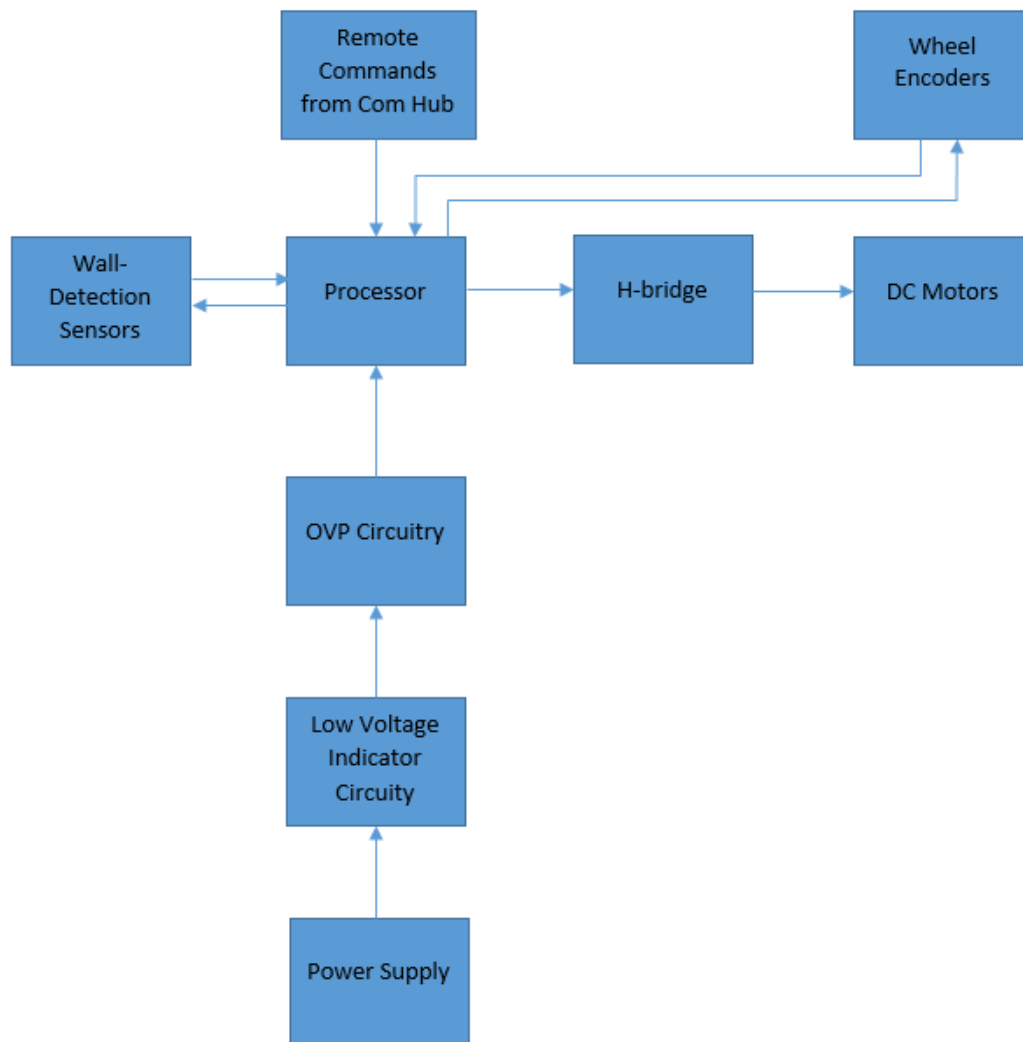 Remote
Commands
from Com Hub
Wheel
Encoders
Wall-
Detection
Sensors
Processor
H-bridge
DC Motors
OVP Circuitry
Low Voltage
Indicator
Circuity
Power Supply